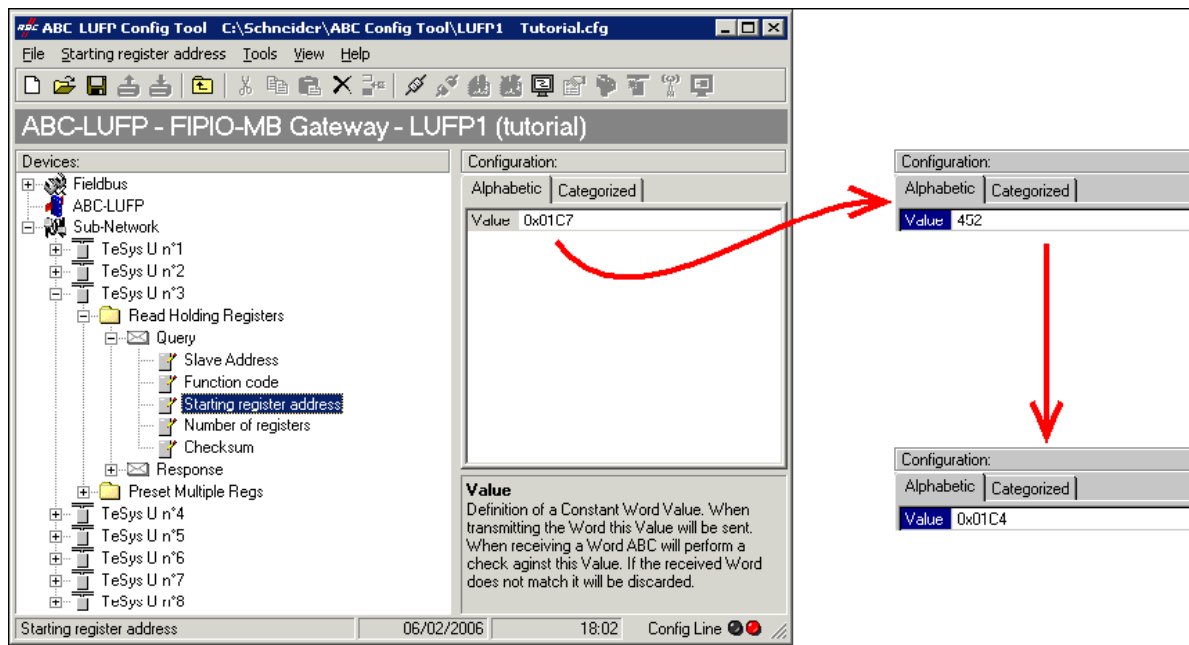 ABC-LUFP Config Tool C:\Schneider\ABC Config Tool\LUFP1 Tutorial.cfg
File Starting register address Tools View Help
ABC-LUFP - FIPIO-MB Gateway - LUFP1 (tutorial)
Devices:
Fieldbus
ABC-LUFP
Sub-Network
TeSys U n°1
TeSys U n°2
TeSys U n°3
Read Holding Registers
Query
Slave Address
Function code
Starting register address
Number of registers
Checksum
Response
Preset Multiple Regs
TeSys U n°4
TeSys U n°5
TeSys U n°6
TeSys U n°7
TeSys U n°8
Configuration:
Alphabetic Categorized
Value 0x01C7
Value
Definition of a Constant Word Value. When
transmitting the Word this Value will be sent.
When receiving a Word ABC will perform a
check aginst this Value. If the received Word
does not match it will be discarded.
Starting register address 06/02/2006 18:02 Config Line
Configuration:
Alphabetic Categorized
Value 452
Configuration:
Alphabetic Categorized
Value 0x01C4